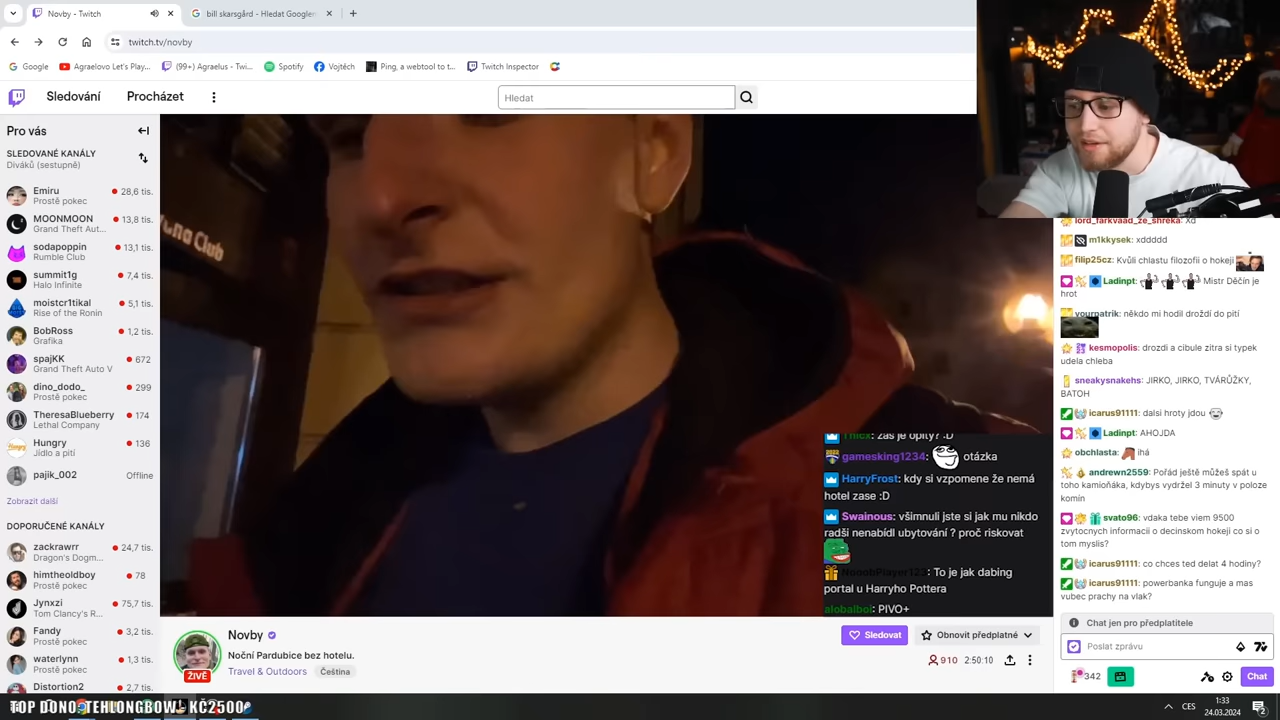 Novby - Twitch
bill skarsgård - Hledat Google
twitch.tv/novby
Google
Agraelovo Let's Play...
(99+) Agraelus - Twi...
Spotify
Vojtěch
Ping, a webtool to t...
Twitch Inspector
Sledování
Procházet
Hledat
Pro vás
SLEDOVANÉ KANÁLY
Diváků (sestupně)
Emiru
28,6 tis.
Prostě pokec
MOONMOON
13,8 tis.
Grand Theft Aut...
sodapoppin
13,1 tis.
Rumble Club
summit1g
7,4 tis.
Halo Infinite
moistcr1tikal
5,1 tis.
Rise of the Ronin
BobRoss
1,2 tis.
Grafika
spajKK
672
Grand Theft Auto V
dino_dodo_
299
Prostě pokec
TheresaBlueberry
174
Lethal Company
Hungry
136
Jídlo a pití
pajik_002
Offline
Zobrazit další
DOPORUČENÉ KANÁLY
zackrawrr
24,7 tis.
Dragon's Dogm...
himtheoldboy
78
Prostě pokec
Jynxzi
75,7 tis.
Tom Clancy's R...
Fandy
3,2 tis.
Prostě pokec
waterlynn
1,3 tis.
Prostě pokec
Distortion2
2,7 tis.
Club
Thicx: zas je opitý? :D
gamesking1234: otázka
HarryFrost: kdy si vzpomene že nemá
hotel zase :D
Swainous: všimnuli jste si jak mu nikdo
radši nenabídl ubytování ? proč riskovat
NooobPlayer123: To je jak dabing
portal u Harryho Pottera
alobalboi: PIVO+
Novby
Noční Pardubice bez hotelu.
Travel & Outdoors
Čeština
ŽIVĚ
Sledovat
Obnovit předplatné
910
2:50:10
lord_farkvaad_ze_shreka: Xd
m1kkysek: xddddd
filip25cz: Kvůli chlastu filozofii o hokeji
Ladinpt: Mistr Děčín je
hrot
yourpatrik: někdo mi hodil droždí do pití
kesmopolis: drozdi a cibule zitra si typek
udela chleba
sneakysnakehs: JIRKO, JIRKO, TVÁRŮŽKY,
BATOH
icarus91111: dalsi hroty jdou
Ladinpt: AHOJDA
obchlasta: ihá
andrewn2559: Pořád ještě můžeš spát u
toho kamioňáka, kdybys vydržel 3 minuty v poloze
komín
svato96: vdaka tebe viem 9500
zvytocnych informacii o decinskom hokeji co si o
tom myslis?
icarus91111: co chces ted delat 4 hodiny?
icarus91111: powerbanka funguje a mas
vubec prachy na vlak?
Chat jen pro předplatitele
Poslat zprávu
342
Chat
TOP DONO: TEHLINGBOW - KČ2500
CES
1:33
24.03.2024
2